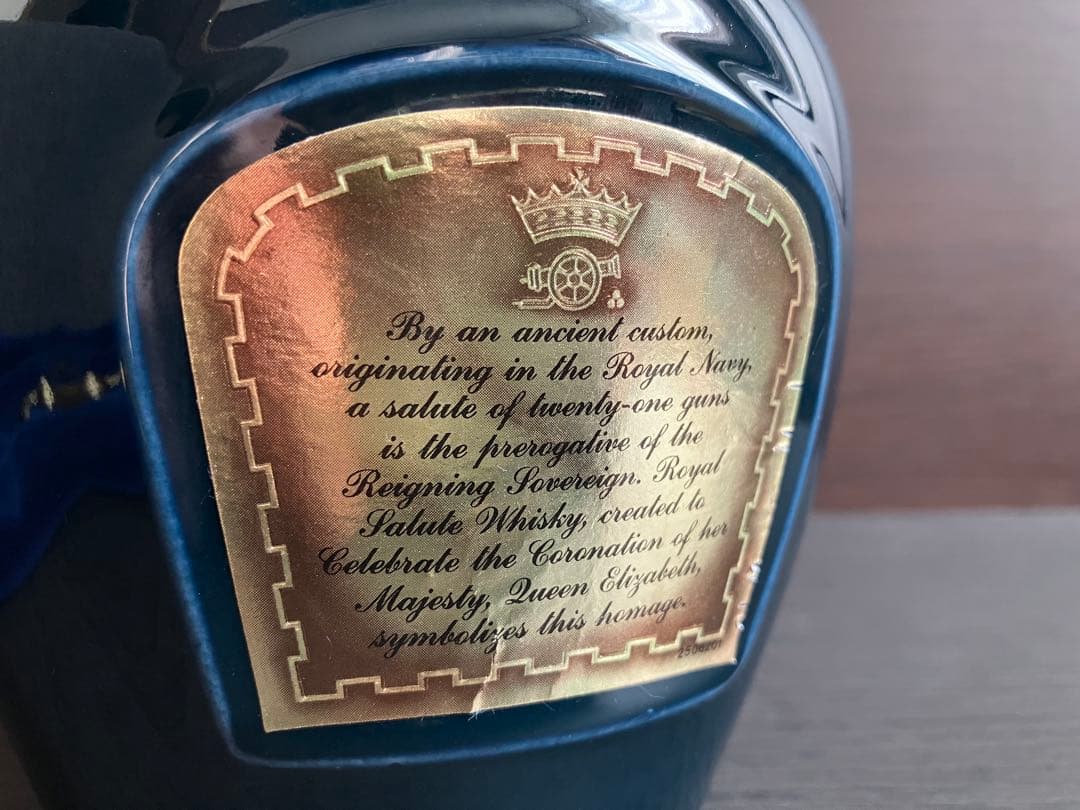 By an ancient custom,
originating in the Royal Navy,
a salute of twenty-one guns
is the prerogative of the
Reigning Sovereign. Royal
Salute Whisky, created to
Celebrate the Coronation of her
Majesty, Queen Elizabeth,
symbolizes this homage.